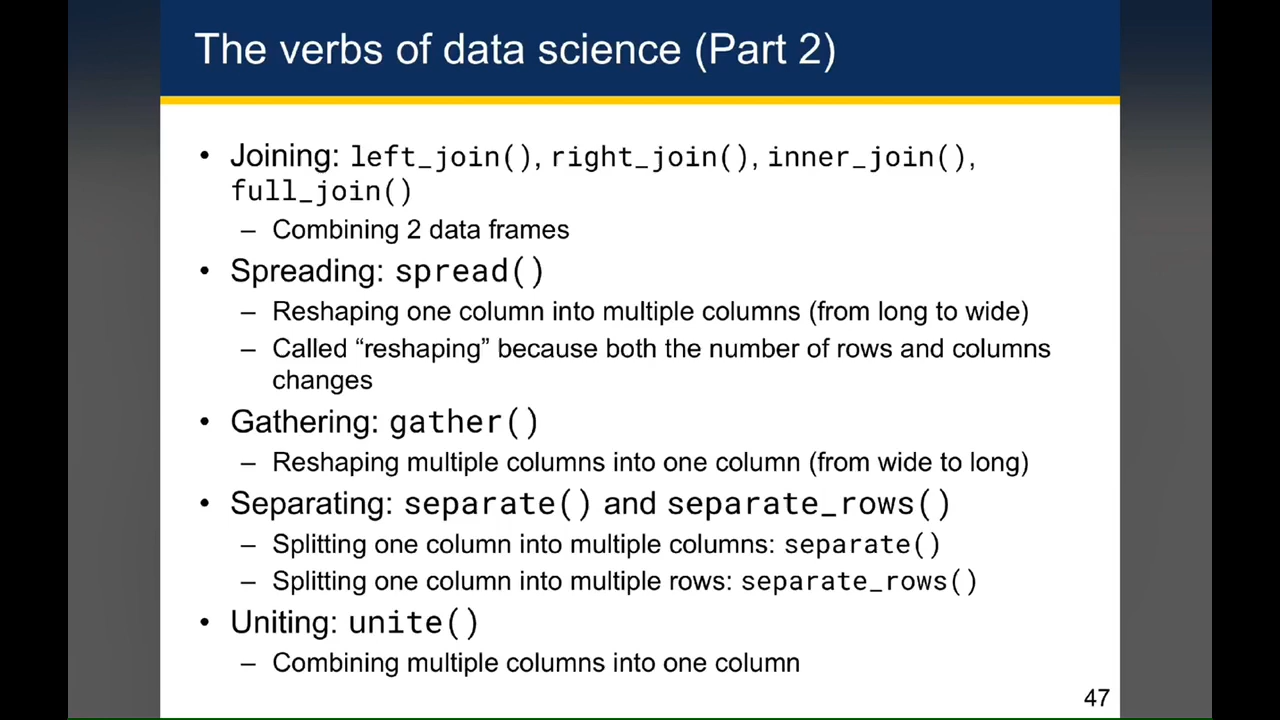 The verbs of data science (Part 2)
• Joining: left_join(), right_join(), inner_join(),
full_join()
– Combining 2 data frames
• Spreading: spread()
– Reshaping one column into multiple columns (from long to wide)
– Called “reshaping” because both the number of rows and columns
changes
• Gathering: gather()
– Reshaping multiple columns into one column (from wide to long)
• Separating: separate() and separate_rows()
– Splitting one column into multiple columns: separate()
– Splitting one column into multiple rows: separate_rows()
• Uniting: unite()
– Combining multiple columns into one column
47